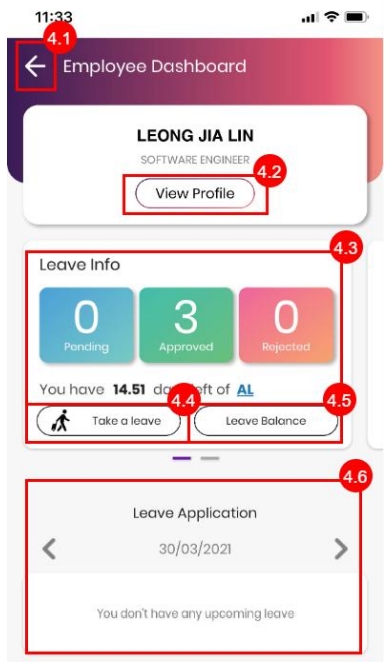 11:33
4.1
Employee Dashboard
LEONG JIA LIN
SOFTWARE ENGINEER
4.2
View Profile
4.3
Leave Info
0 3 0
Pending Approved Rejected
You have 14.51 days left of AL
4.4 4.5
Take a leave Leave Balance
4.6
Leave Application
30/03/2021
You don't have any upcoming leave